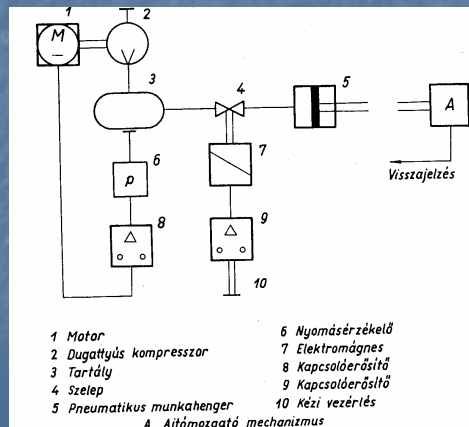 1
2
M
3
4
5
A
Visszajelzés
6
p
7
8
9
10
1 Motor
2 Dugattyús kompresszor
3 Tartály
4 Szelep
5 Pneumatikus munkahenger
6 Nyomásérzékelő
7 Elektromágnes
8 Kapcsolóerősítő
9 Kapcsolóerősítő
10 Kézi vezérlés
A Ajtómozgató mechanizmus